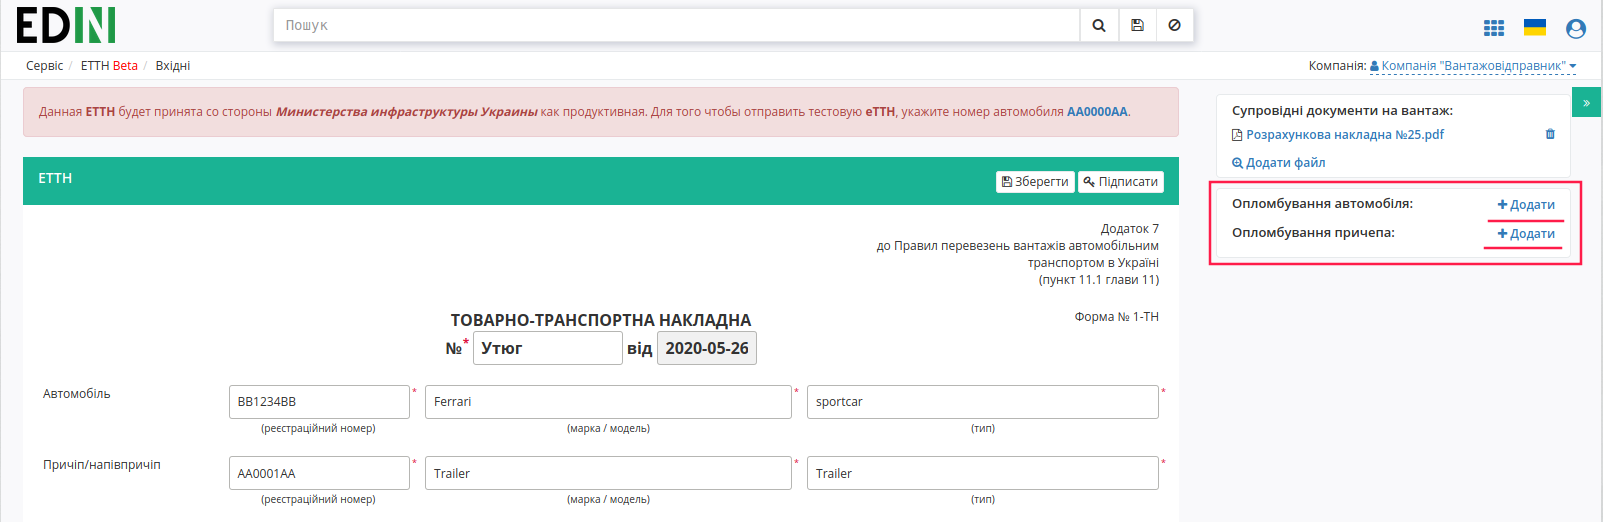 EDIN
Пошук
Сервіс / ЕТТН Beta / Вхідні
Компанія: Компанія "Вантажовідправник"
Данная ЕТТН будет принята со стороны Министерства инфраструктуры Украины как продуктивная. Для того чтобы отправить тестовую еТТН, укажите номер автомобиля АА0000АА.
»
Супровідні документи на вантаж:
Розрахункова накладна №25.pdf
Додати файл
Опломбування автомобіля: Додати
Опломбування причепа: Додати
ЕТТН
Зберегти Підписати
Додаток 7
до Правил перевезень вантажів автомобільним
транспортом в Україні
(пункт 11.1 глави 11)
Форма № 1-ТН
ТОВАРНО-ТРАНСПОРТНА НАКЛАДНА
№* Утюг від 2020-05-26
Автомобіль BB1234BB * Ferrari * sportcar *
(реєстраційний номер) (марка / модель) (тип)
Причіп/напівпричіп AA0001AA * Trailer * Trailer *
(реєстраційний номер) (марка / модель) (тип)